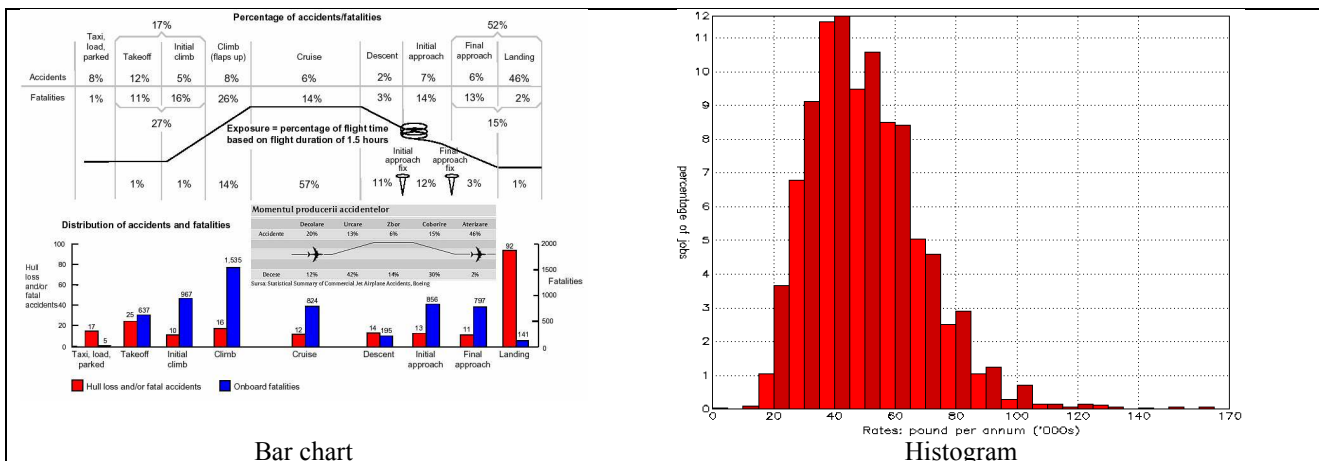 Percentage of accidents/fatalities
17%
52%
Taxi, load, parked
Takeoff
Initial climb
Climb (flaps up)
Cruise
Descent
Initial approach
Final approach
Landing
Accidents 8% 12% 5% 8% 6% 2% 7% 6% 46%
Fatalities 1% 11% 16% 26% 14% 3% 14% 13% 2%
27%
15%
Exposure = percentage of flight time
based on flight duration of 1.5 hours
Initial approach fix
Final approach fix
1% 1% 14% 57% 11% 12% 3% 1%
Distribution of accidents and fatalities
Momentul producerii accidentelor
Decolare Urcare Zbor Coborire Aterizare
Accidente 20% 13% 6% 15% 46%
Decese 12% 42% 14% 30% 2%
Sursa: Statistical Summary of Commercial Jet Airplane Accidents, Boeing
Hull loss and/or fatal accidents
100
80
60
40
20
0
2000
1500
1000
500
0
Fatalities
17 5
25 637
10 967
16 1,535
12 824
14 195
13 856
11 797
92 141
Taxi, load, parked
Takeoff
Initial climb
Climb
Cruise
Descent
Initial approach
Final approach
Landing
Hull loss and/or fatal accidents
Onboard fatalities
Bar chart
12
11
10
9
8
7
6
5
4
3
2
1
0
percentage of jobs
0 20 40 60 80 100 120 140 170
Rates: pound per annum ('000s)
Histogram